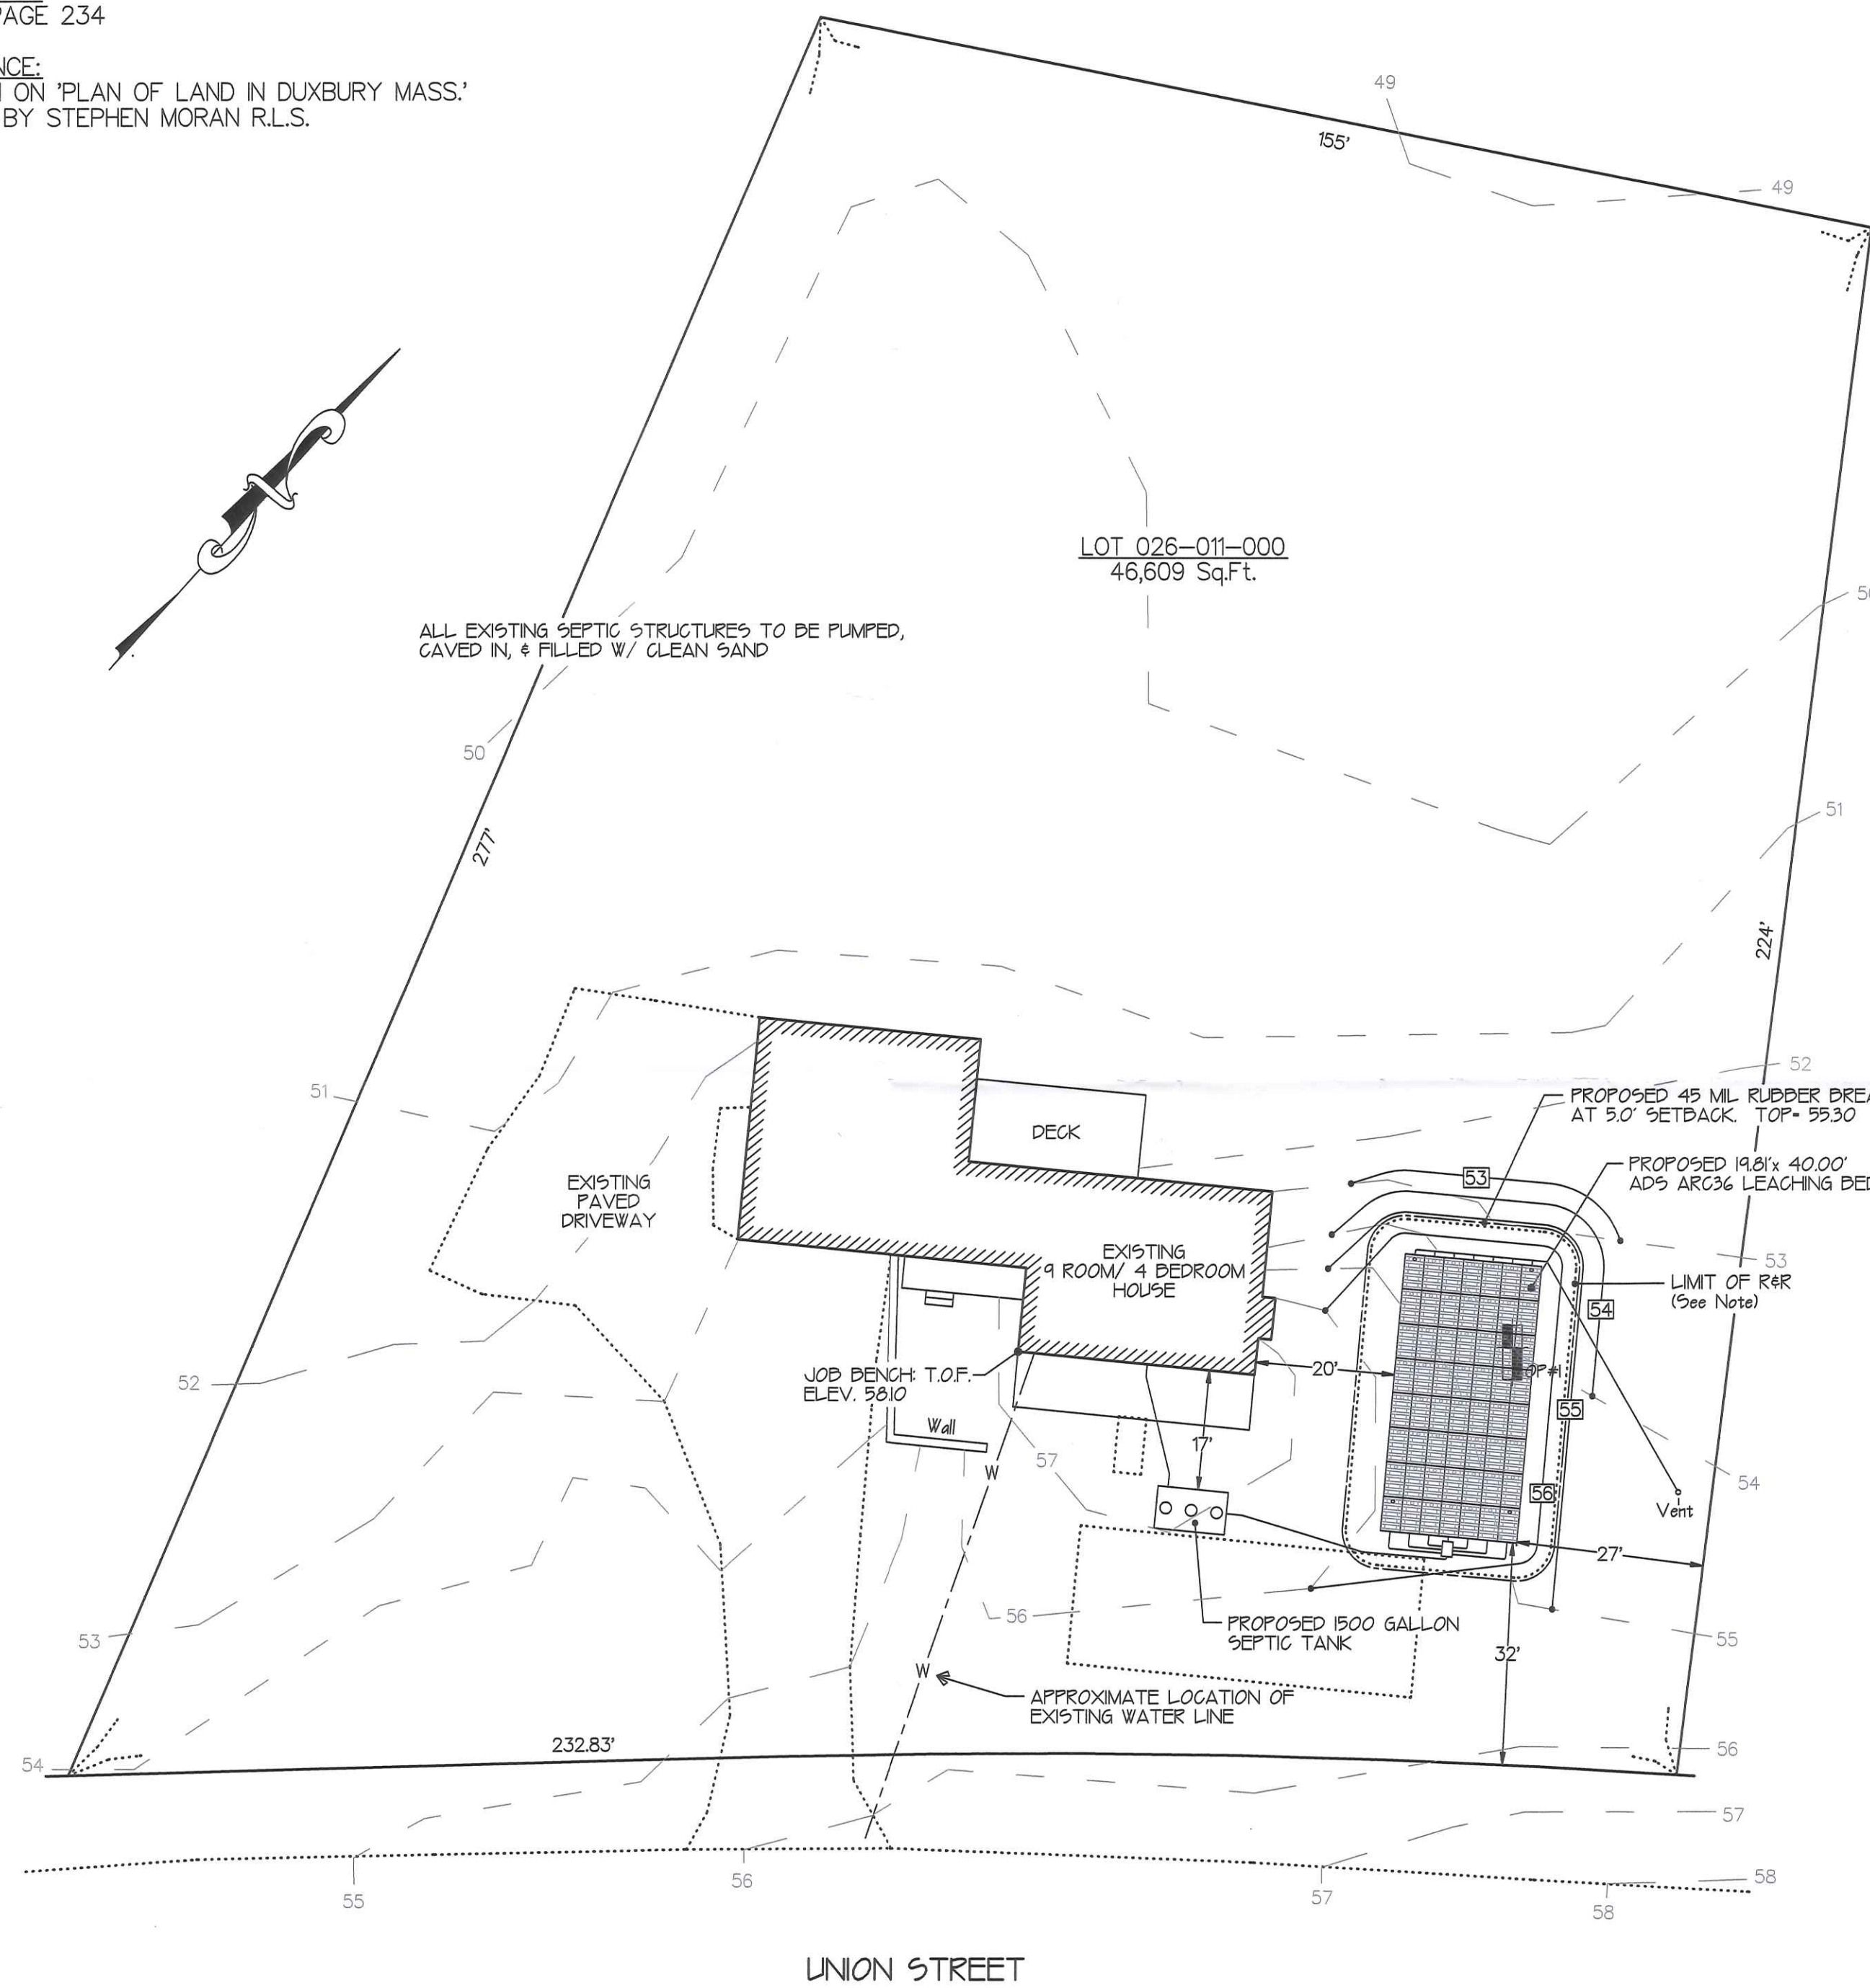 PAGE 234
NCE:
ON 'PLAN OF LAND IN DUXBURY MASS.'
BY STEPHEN MORAN R.L.S.
49
155'
49
LOT 026-011-000
46,609 Sq.Ft.
ALL EXISTING SEPTIC STRUCTURES TO BE PUMPED,
CAVED IN, & FILLED W/ CLEAN SAND
50
51
277'
224'
52
51
PROPOSED 45 MIL RUBBER BREA
AT 5.0' SETBACK. TOP= 55.30
DECK
PROPOSED 19.81'x 40.00'
ADS ARC36 LEACHING BED
53
EXISTING
PAVED
DRIVEWAY
EXISTING
9 ROOM/ 4 BEDROOM
HOUSE
53
LIMIT OF R&R
(See Note)
54
JOB BENCH: T.O.F.
ELEV. 58.10
20'
52
55
Wall
17'
57
W
54
56
Vent
27'
56
PROPOSED 1500 GALLON
SEPTIC TANK
53
55
32'
W
APPROXIMATE LOCATION OF
EXISTING WATER LINE
232.83'
54
56
57
58
55
56
57
58
UNION STREET